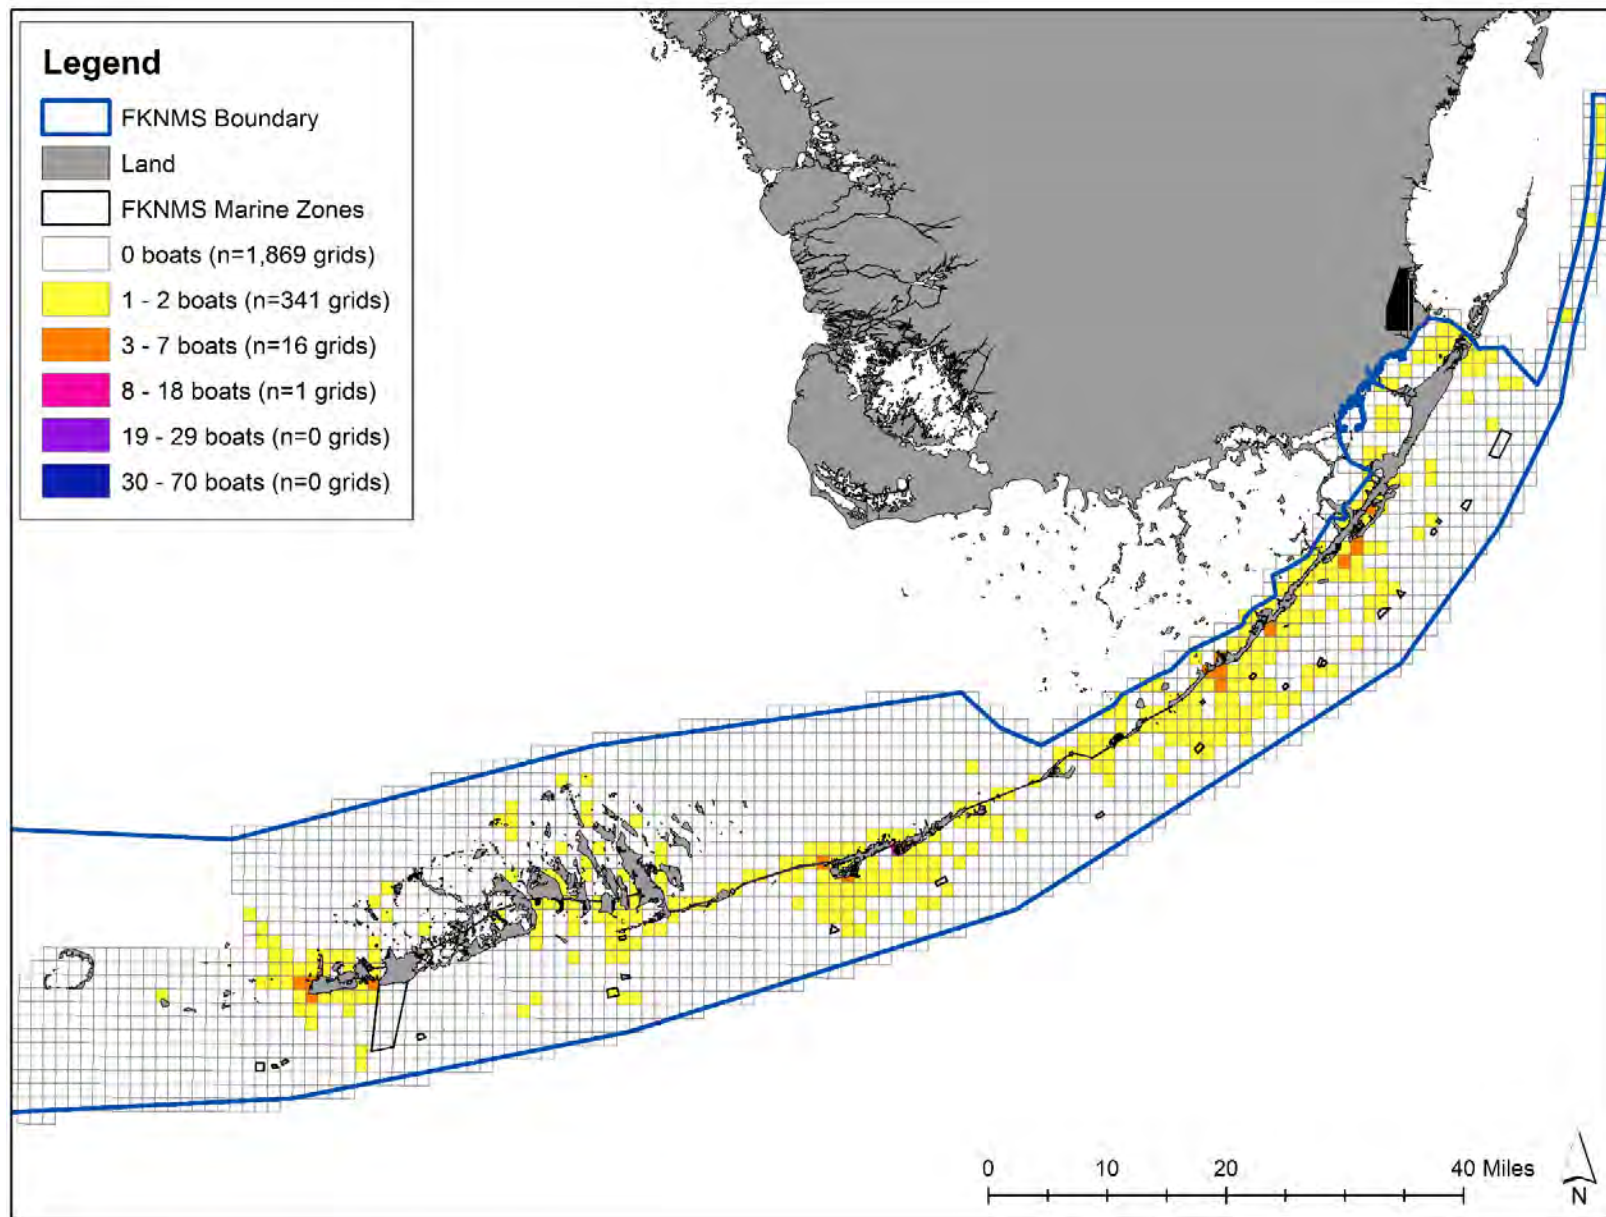 Legend
FKNMS Boundary
Land
FKNMS Marine Zones
0 boats (n=1,869 grids)
1 - 2 boats (n=341 grids)
3 - 7 boats (n=16 grids)
8 - 18 boats (n=1 grids)
19 - 29 boats (n=0 grids)
30 - 70 boats (n=0 grids)
0 10 20 40 Miles
N